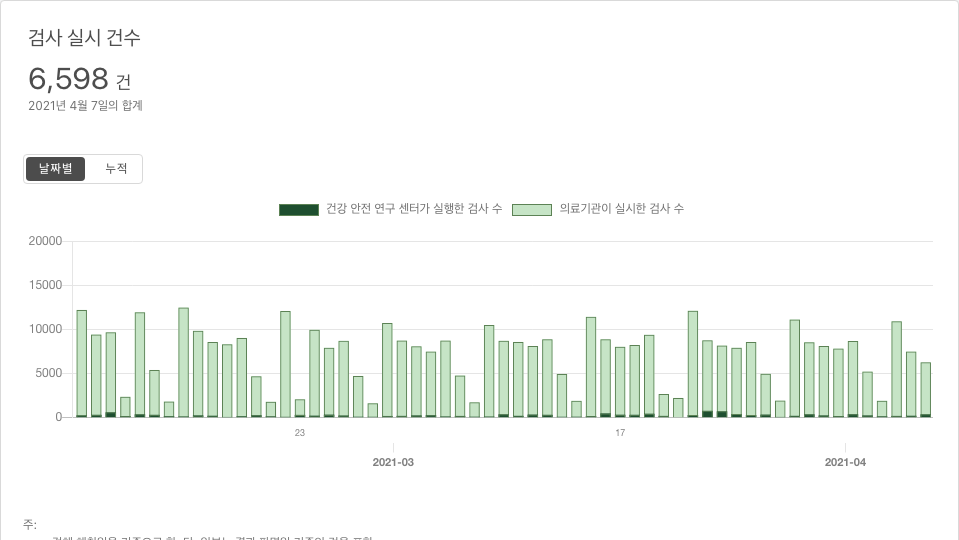 검사 실시 건수
6,598 건
2021년 4월 7일의 합계
날짜별 누적
건강 안전 연구 센터가 실행한 검사 수 의료기관이 실시한 검사 수
20000
15000
10000
5000
0
23 17
2021-03 2021-04
주: